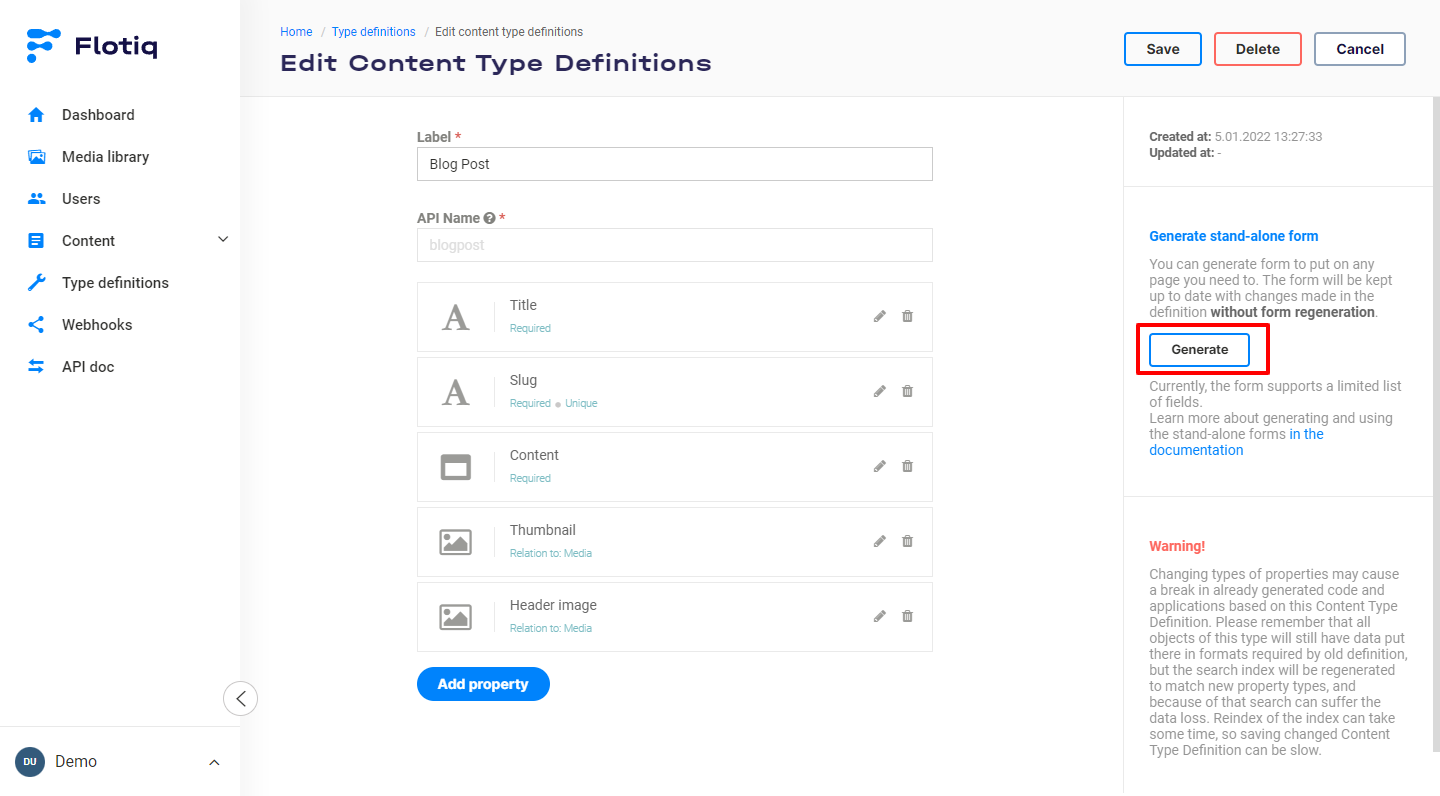 Flotiq
Dashboard
Media library
Users
Content
Type definitions
Webhooks
API doc
DU Demo
Home / Type definitions / Edit content type definitions
Edit Content Type Definitions
Save Delete Cancel
Label *
Blog Post
API Name ? *
blogpost
A Title
Required
A Slug
Required ● Unique
Content
Required
Thumbnail
Relation to: Media
Header image
Relation to: Media
Add property
Created at: 5.01.2022 13:27:33
Updated at: -
Generate stand-alone form
You can generate form to put on any
page you need to. The form will be kept
up to date with changes made in the
definition without form regeneration.
Generate
Currently, the form supports a limited list
of fields.
Learn more about generating and using
the stand-alone forms in the
documentation
Warning!
Changing types of properties may cause
a break in already generated code and
applications based on this Content Type
Definition. Please remember that all
objects of this type will still have data put
there in formats required by old definition,
but the search index will be regenerated
to match new property types, and
because of that search can suffer the
data loss. Reindex of the index can take
some time, so saving changed Content
Type Definition can be slow.